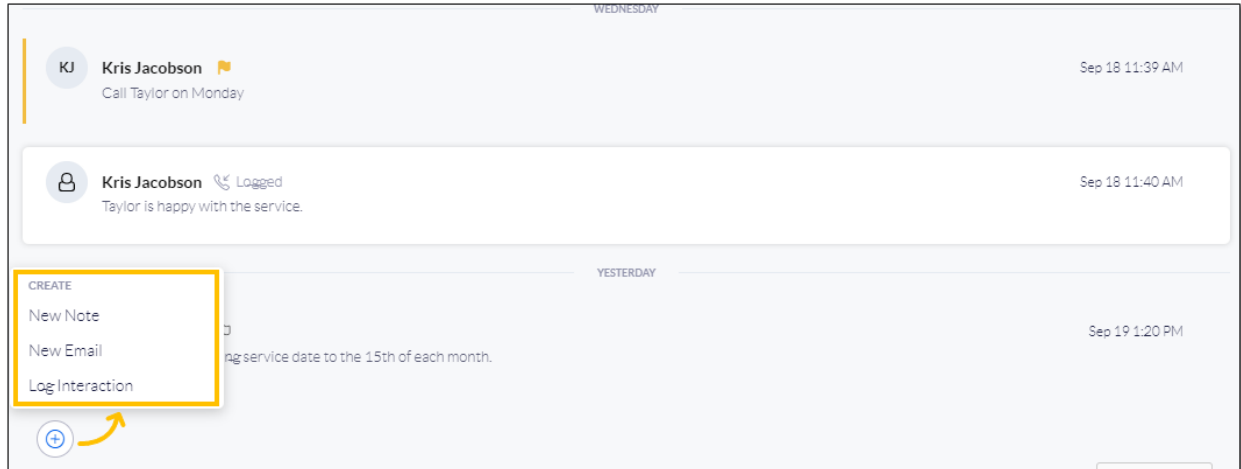 WEDNESDAY
KJ Kris Jacobson Sep 18 11:39 AM
Call Taylor on Monday
Kris Jacobson Logged Sep 18 11:40 AM
Taylor is happy with the service.
YESTERDAY
CREATE
New Note
Sep 19 1:20 PM
New Email
service date to the 15th of each month.
Log Interaction